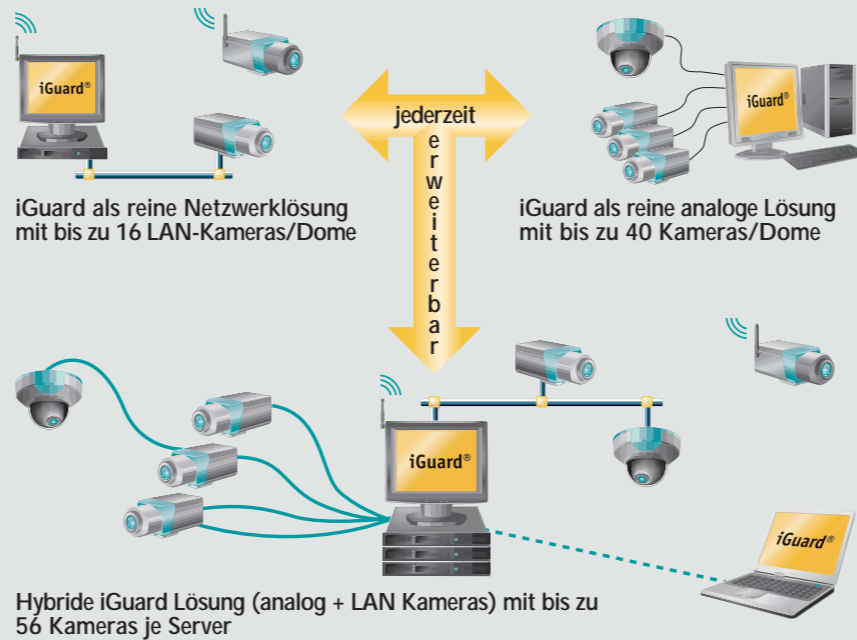 iGuard®
iGuard®
jederzeit
erweiterbar
iGuard als reine Netzwerklösung
mit bis zu 16 LAN-Kameras/Dome
iGuard als reine analoge Lösung
mit bis zu 40 Kameras/Dome
iGuard®
iGuard®
Hybride iGuard Lösung (analog + LAN Kameras) mit bis zu
56 Kameras je Server